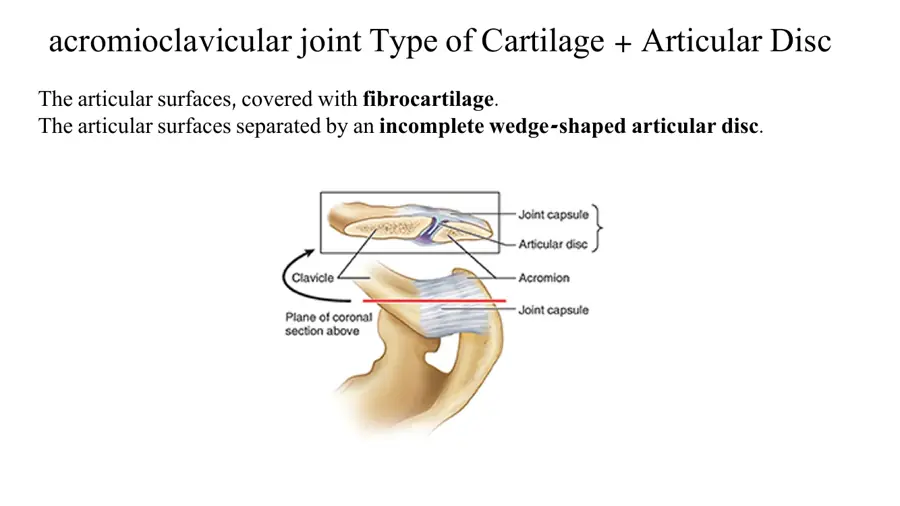 acromioclavicular joint Type of Cartilage + Articular Disc
The articular surfaces, covered with fibrocartilage.
The articular surfaces separated by an incomplete wedge-shaped articular disc.
Joint capsule
Articular disc
Clavicle
Acromion
Joint capsule
Plane of coronal
section above